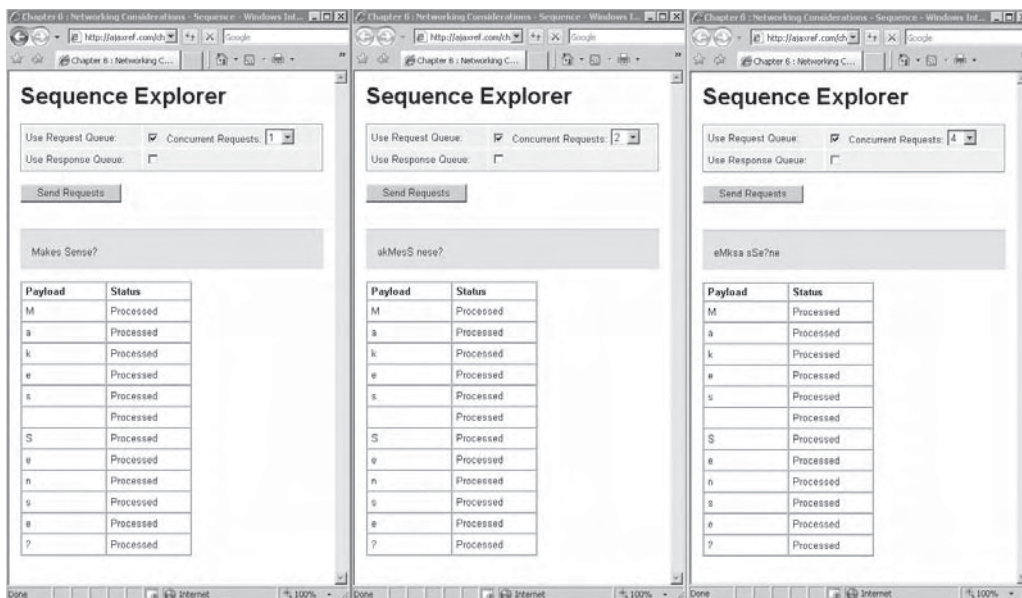 Chapter 6 : Networking Considerations - Sequence - Windows Int...
http://ajaxref.com/ch
Google
Chapter 6 : Networking C...
Sequence Explorer
Use Request Queue: Concurrent Requests: 1
Use Response Queue:
Send Requests
Makes Sense?
Payload Status
M Processed
a Processed
k Processed
e Processed
s Processed
Processed
S Processed
e Processed
n Processed
s Processed
e Processed
? Processed
Done Internet 100%
Chapter 6 : Networking Considerations - Sequence - Windows I...
http://ajaxref.com/ch
Google
Chapter 6 : Networking C...
Sequence Explorer
Use Request Queue: Concurrent Requests: 2
Use Response Queue:
Send Requests
akMesS nese?
Payload Status
M Processed
a Processed
k Processed
e Processed
s Processed
Processed
S Processed
e Processed
n Processed
s Processed
e Processed
? Processed
Done Internet 100%
Chapter 6 : Networking Considerations - Sequence - Windows Int...
http://ajaxref.com/ch
Google
Chapter 6 : Networking C...
Sequence Explorer
Use Request Queue: Concurrent Requests: 4
Use Response Queue:
Send Requests
eMksa sSe?ne
Payload Status
M Processed
a Processed
k Processed
e Processed
s Processed
Processed
S Processed
e Processed
n Processed
s Processed
e Processed
? Processed
Done Internet 100%